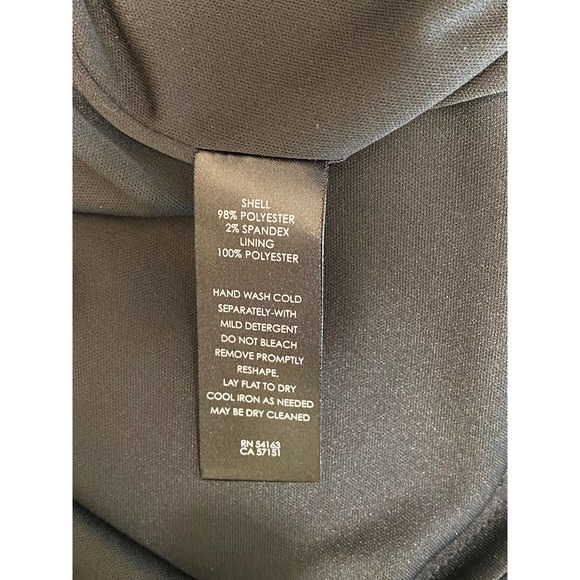 SHELL
98% POLYESTER
2% SPANDEX
LINING
100% POLYESTER
HAND WASH COLD
SEPARATELY-WITH
MILD DETERGENT
DO NOT BLEACH
REMOVE PROMPTLY
RESHAPE,
LAY FLAT TO DRY
COOL IRON AS NEEDED
MAY BE DRY CLEANED
RN 54163
CA 57151